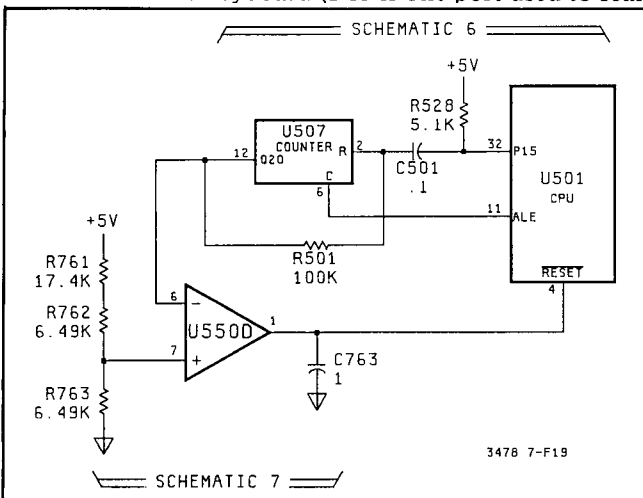 SCHEMATIC 6
+5V
R528
5.1K
U507
COUNTER
12
Q20
R
2
C
6
C501
.1
32
P15
U501
CPU
11
ALE
RESET
4
R501
100K
+5V
R761
17.4K
R762
6.49K
R763
6.49K
6
-
U550D
7
+
1
C763
1
3478 7-F19
SCHEMATIC 7